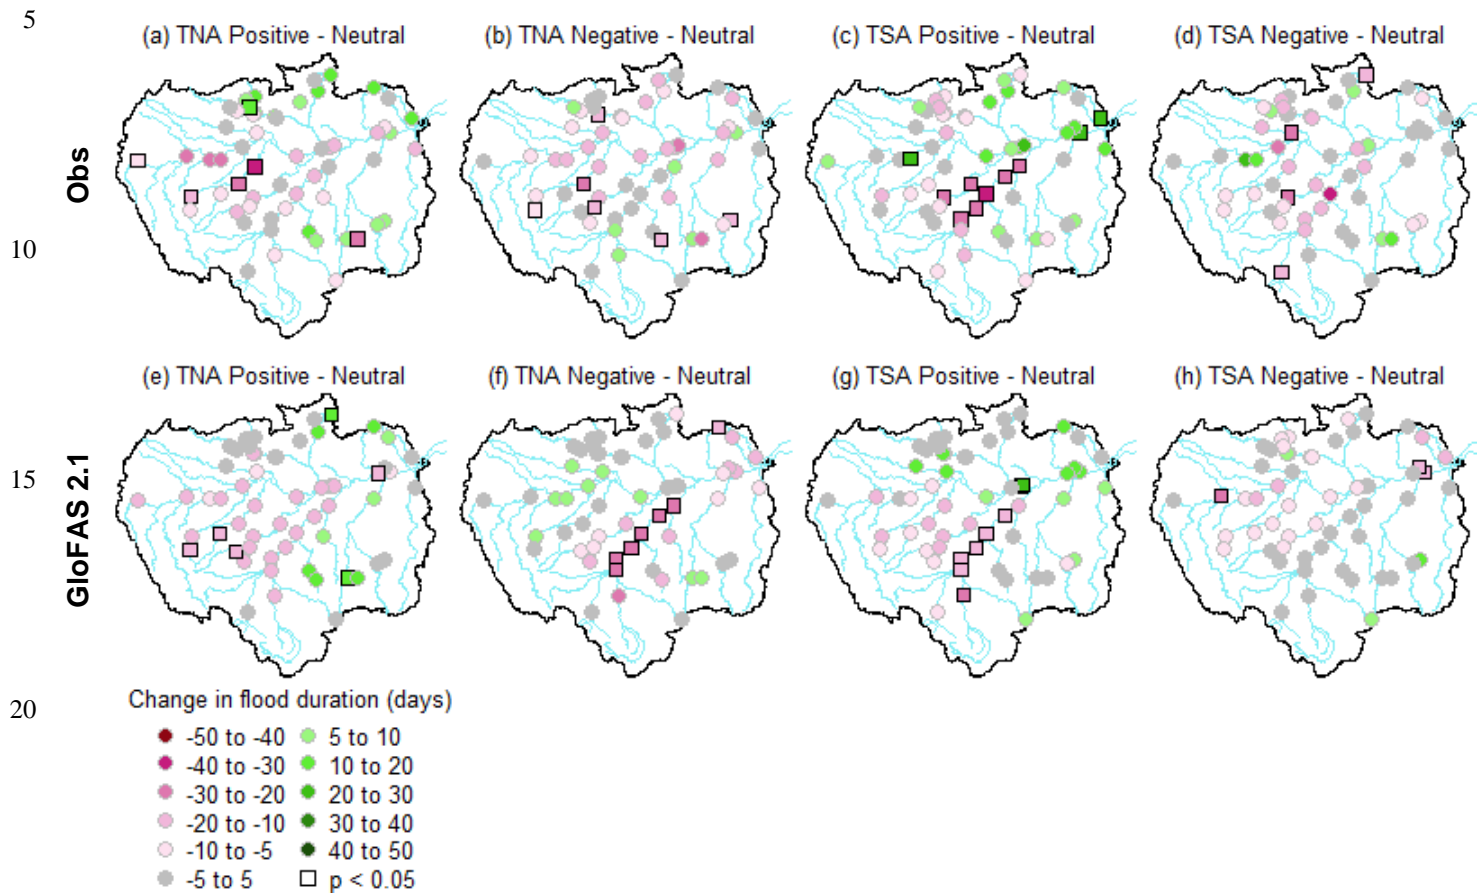 5
(a) TNA Positive - Neutral
(b) TNA Negative - Neutral
(c) TSA Positive - Neutral
(d) TSA Negative - Neutral
Obs
10
(e) TNA Positive - Neutral
(f) TNA Negative - Neutral
(g) TSA Positive - Neutral
(h) TSA Negative - Neutral
15
GloFAS 2.1
20
Change in flood duration (days)
-50 to -40
-40 to -30
-30 to -20
-20 to -10
-10 to -5
-5 to 5
5 to 10
10 to 20
20 to 30
30 to 40
40 to 50
p < 0.05